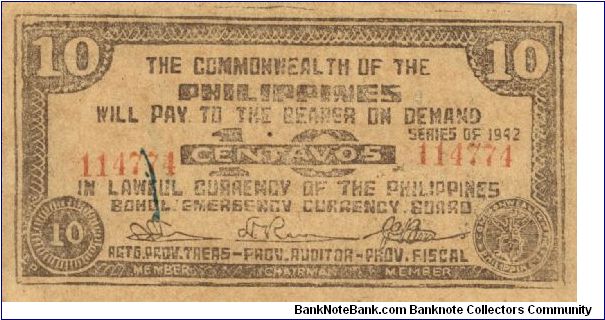 10 10
THE COMMONWEALTH OF THE
PHILIPPINES
WILL PAY TO THE BEARER ON DEMAND
SERIES OF 1942
10
114774 CENTAVOS 114774
IN LAWFUL CURRENCY OF THE PHILIPPINES
BOHOL EMERGENCY CURRENCY BOARD
10
ACTG. PROV. TREAS-PROV. AUDITOR-PROV. FISCAL
MEMBER CHAIRMAN MEMBER
BankNoteBank.com Banknote Collectors Community